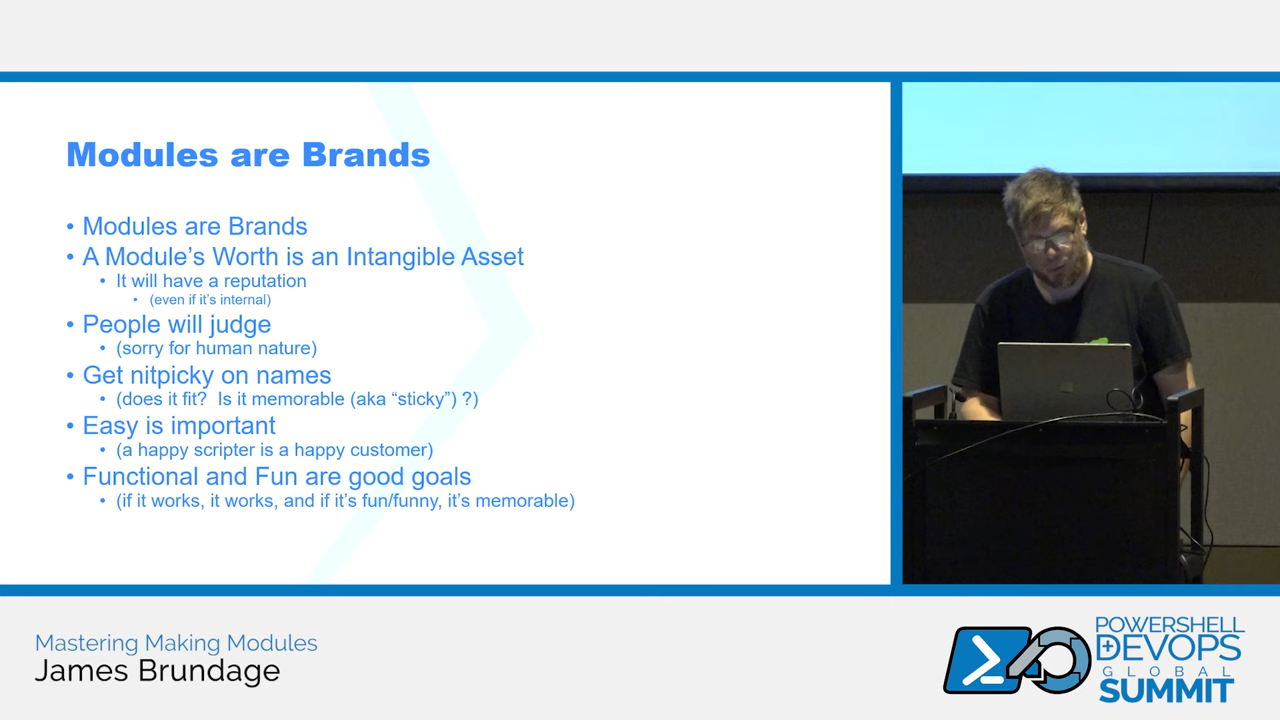 Modules are Brands
• Modules are Brands
• A Module’s Worth is an Intangible Asset
• It will have a reputation
• (even if it’s internal)
• People will judge
• (sorry for human nature)
• Get nitpicky on names
• (does it fit?  Is it memorable (aka “sticky”) ?)
• Easy is important
• (a happy scripter is a happy customer)
• Functional and Fun are good goals
• (if it works, it works, and if it’s fun/funny, it’s memorable)
Mastering Making Modules
James Brundage
POWERSHELL
DEVOPS
GLOBAL
SUMMIT